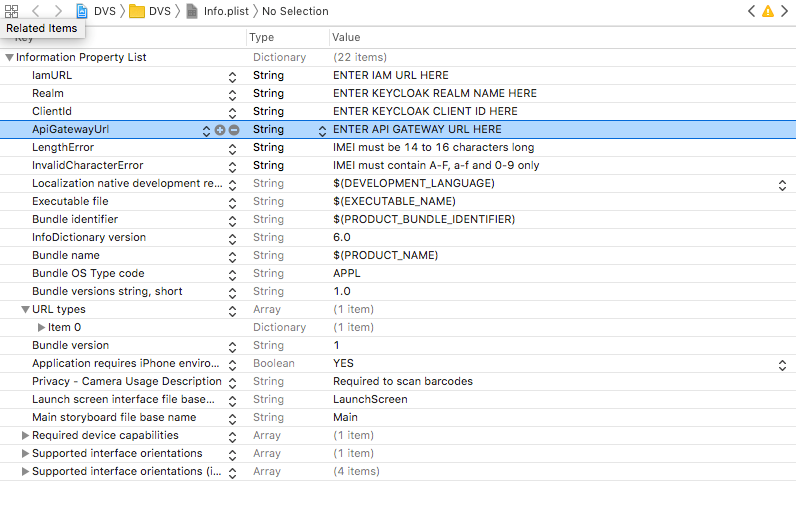 DVS DVS Info.plist No Selection
Related Items
Type Value
Information Property List Dictionary (22 items)
IamURL String ENTER IAM URL HERE
Realm String ENTER KEYCLOAK REALM NAME HERE
ClientId String ENTER KEYCLOAK CLIENT ID HERE
ApiGatewayUrl String ENTER API GATEWAY URL HERE
LengthError String IMEI must be 14 to 16 characters long
InvalidCharacterError String IMEI must contain A-F, a-f and 0-9 only
Localization native development re... String $(DEVELOPMENT_LANGUAGE)
Executable file String $(EXECUTABLE_NAME)
Bundle identifier String $(PRODUCT_BUNDLE_IDENTIFIER)
InfoDictionary version String 6.0
Bundle name String $(PRODUCT_NAME)
Bundle OS Type code String APPL
Bundle versions string, short String 1.0
URL types Array (1 item)
Item 0 Dictionary (1 item)
Bundle version String 1
Application requires iPhone enviro... Boolean YES
Privacy - Camera Usage Description String Required to scan barcodes
Launch screen interface file base... String LaunchScreen
Main storyboard file base name String Main
Required device capabilities Array (1 item)
Supported interface orientations Array (1 item)
Supported interface orientations (i... Array (4 items)